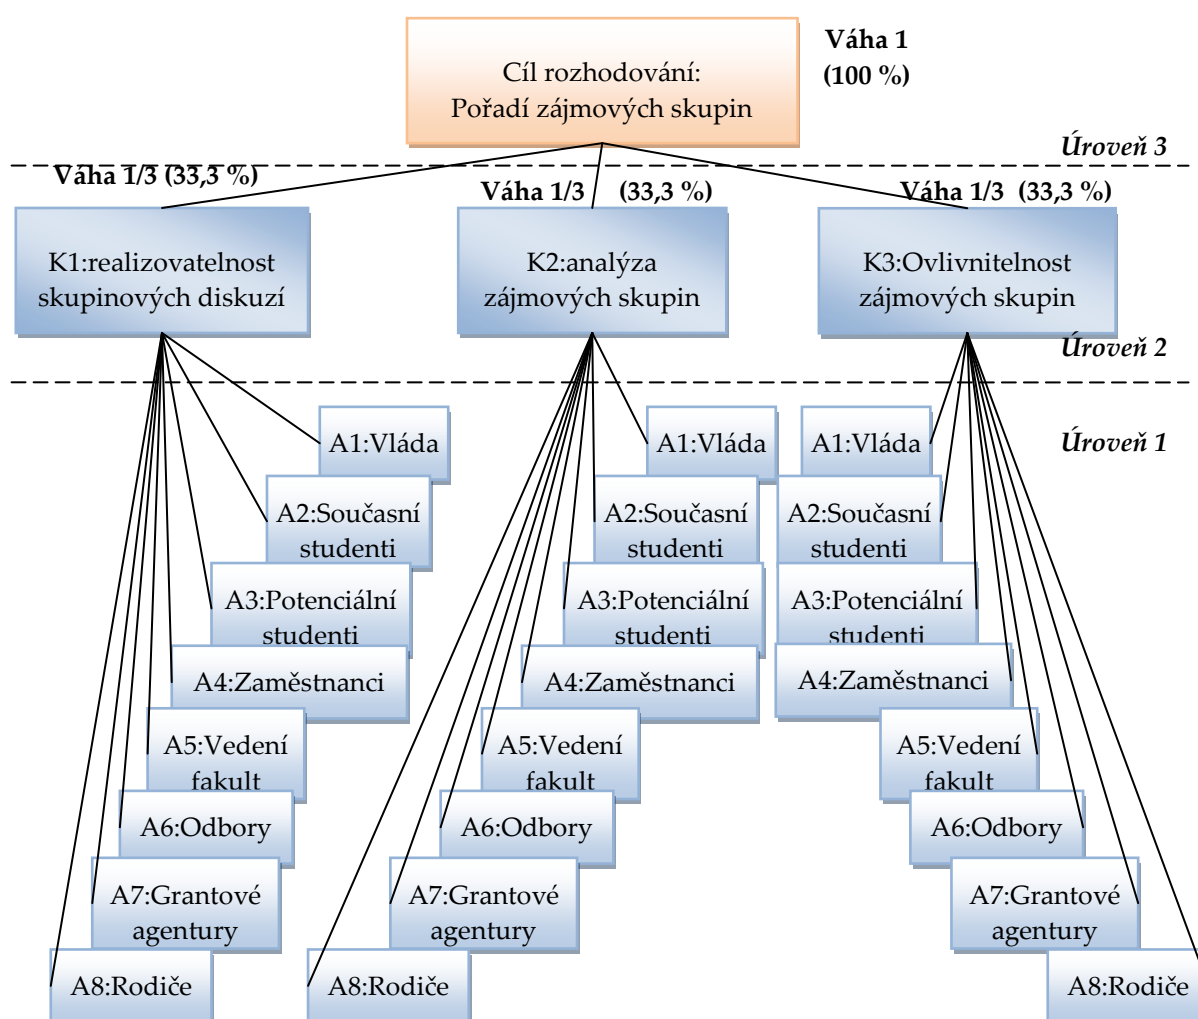 Váha 1
(100 %)
Cíl rozhodování:
Pořadí zájmových skupin
Úroveň 3
Váha 1/3 (33,3 %)
Váha 1/3 (33,3 %)
Váha 1/3 (33,3 %)
K1:realizovatelnost
skupinových diskuzí
K2:analýza
zájmových skupin
K3:Ovlivnitelnost
zájmových skupin
Úroveň 2
Úroveň 1
A1:Vláda
A2:Současní
studenti
A3:Potenciální
studenti
A4:Zaměstnanci
A5:Vedení
fakult
A6:Odbory
A7:Grantové
agentury
A8:Rodiče
A1:Vláda
A2:Současní
studenti
A3:Potenciální
studenti
A4:Zaměstnanci
A5:Vedení
fakult
A6:Odbory
A7:Grantové
agentury
A8:Rodiče
A1:Vláda
A2:Současní
studenti
A3:Potenciální
studenti
A4:Zaměstnanci
A5:Vedení
fakult
A6:Odbory
A7:Grantové
agentury
A8:Rodiče